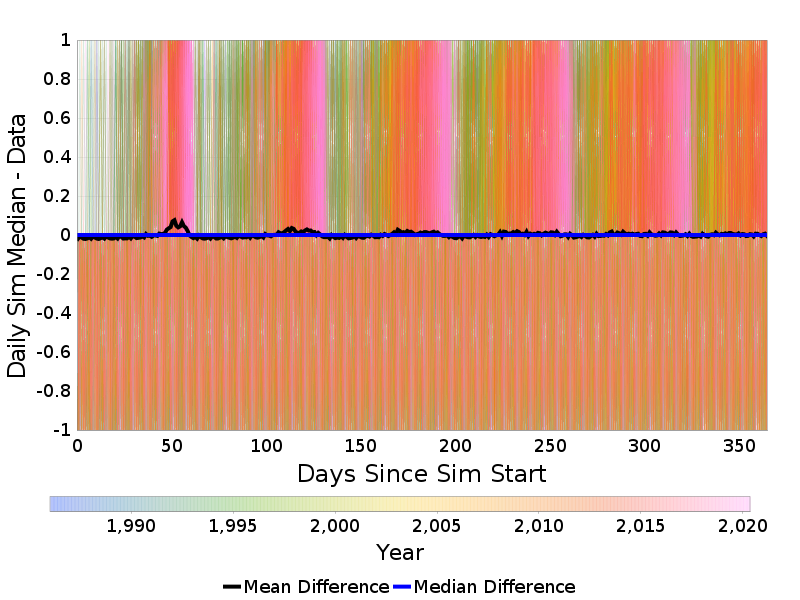 1
0.8
0.6
0.4
0.2
0
-0.2
-0.4
-0.6
-0.8
-1
Daily Sim Median - Data
0 50 100 150 200 250 300 350
Days Since Sim Start
1,990 1,995 2,000 2,005 2,010 2,015 2,020
Year
Mean Difference Median Difference